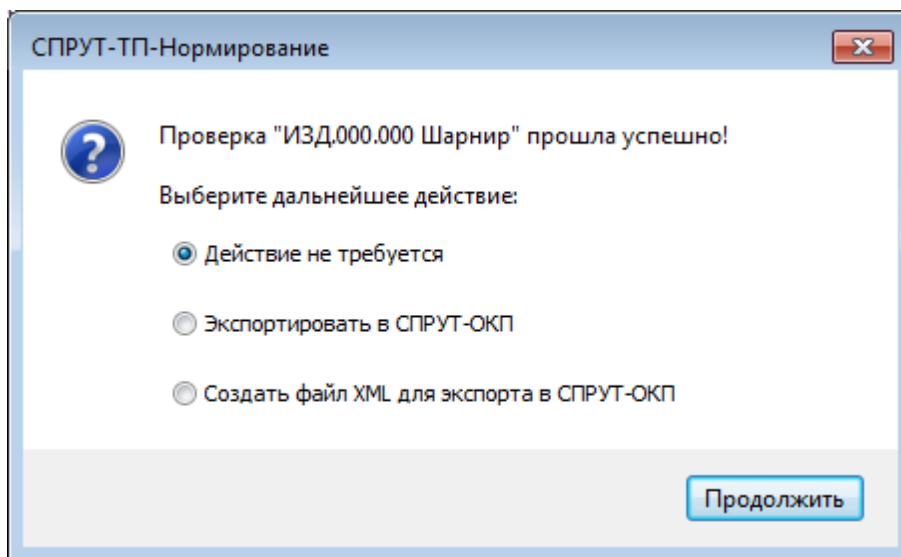 СПРУТ-ТП-Нормирование
Проверка "ИЗД.000.000 Шарнир" прошла успешно!
Выберите дальнейшее действие:
Действие не требуется
Экспортировать в СПРУТ-ОКП
Создать файл XML для экспорта в СПРУТ-ОКП
Продолжить